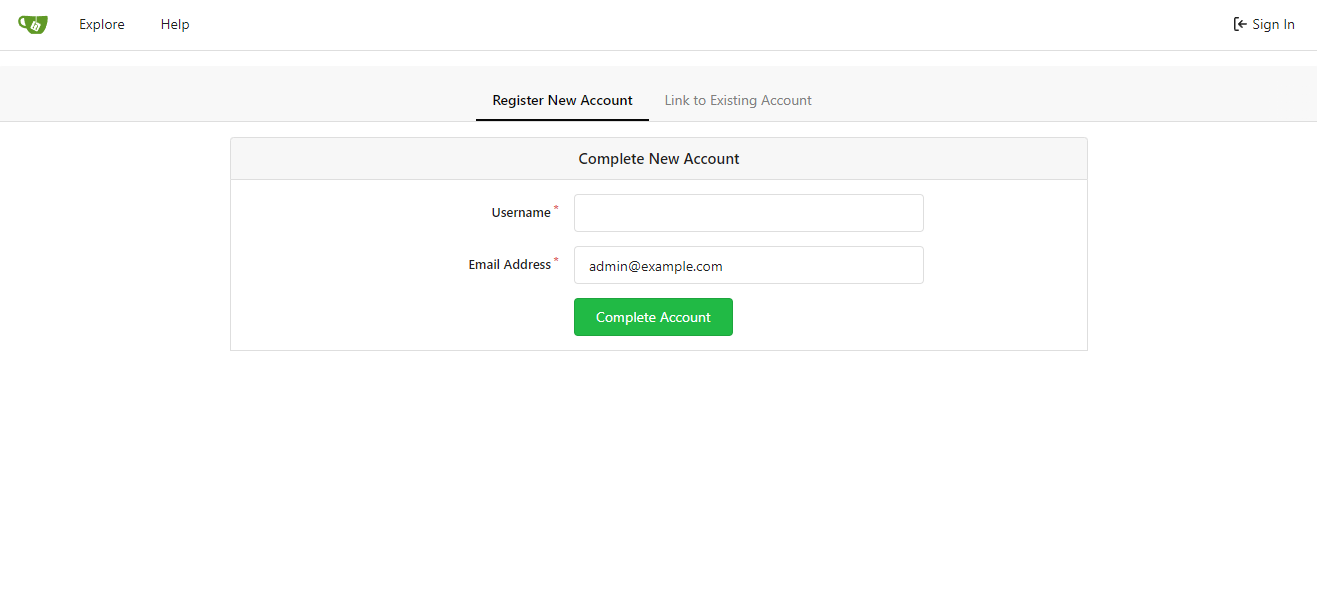 Explore Help Sign In
Register New Account Link to Existing Account
Complete New Account
Username*
Email Address* admin@example.com
Complete Account